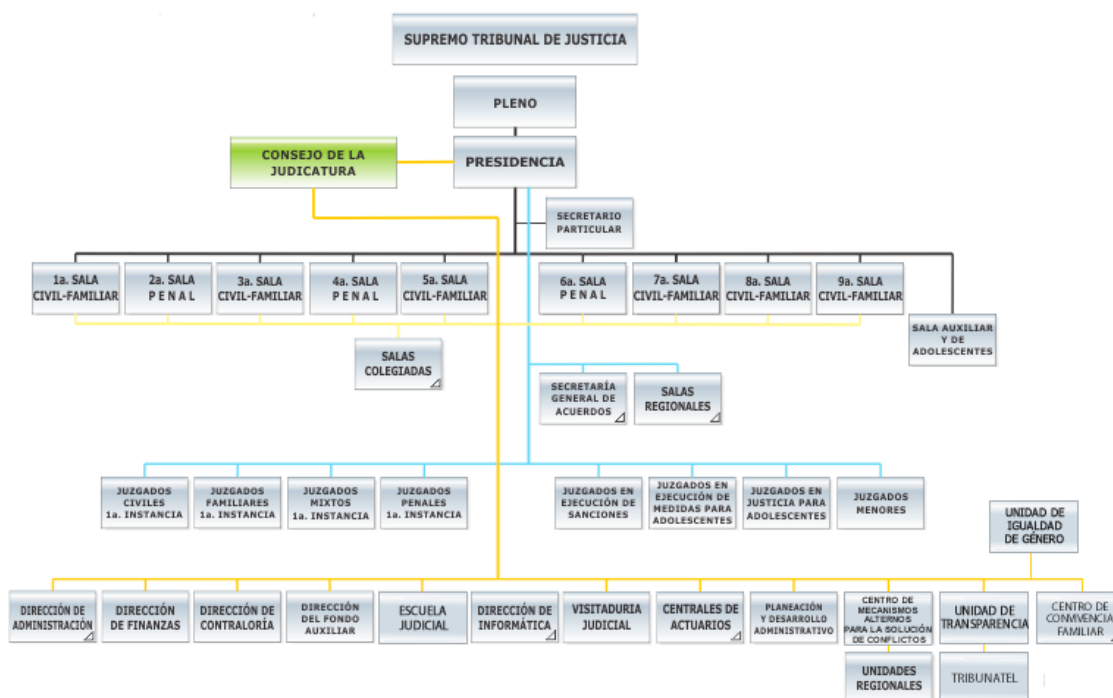 SUPREMO TRIBUNAL DE JUSTICIA
PLENO
CONSEJO DE LA
JUDICATURA
PRESIDENCIA
SECRETARIO
PARTICULAR
1a. SALA
CIVIL-FAMILIAR
2a. SALA
P E N A L
3a. SALA
CIVIL-FAMILIAR
4a. SALA
P E N A L
5a. SALA
CIVIL-FAMILIAR
6a. SALA
P E N A L
7a. SALA
CIVIL-FAMILIAR
8a. SALA
CIVIL-FAMILIAR
9a. SALA
CIVIL-FAMILIAR
SALA AUXILIAR
Y DE
ADOLESCENTES
SALAS
COLEGIADAS
SECRETARÍA
GENERAL DE
ACUERDOS
SALAS
REGIONALES
JUZGADOS
CIVILES
1a. INSTANCIA
JUZGADOS
FAMILIARES
1a. INSTANCIA
JUZGADOS
MIXTOS
1a. INSTANCIA
JUZGADOS
PENALES
1a. INSTANCIA
JUZGADOS EN
EJECUCIÓN DE
SANCIONES
JUZGADOS EN
EJECUCIÓN DE
MEDIDAS PARA
ADOLESCENTES
JUZGADOS EN
JUSTICIA PARA
ADOLESCENTES
JUZGADOS
MENORES
UNIDAD DE
IGUALDAD
DE GÉNERO
DIRECCIÓN DE
ADMINISTRACIÓN
DIRECCIÓN
DE FINANZAS
DIRECCIÓN DE
CONTRALORÍA
DIRECCIÓN
DEL FONDO
AUXILIAR
ESCUELA
JUDICIAL
DIRECCIÓN DE
INFORMÁTICA
VISITADURIA
JUDICIAL
CENTRALES DE
ACTUARIOS
PLANEACIÓN
Y DESARROLLO
ADMINISTRATIVO
CENTRO DE
MECANISMOS
ALTERNOS
PARA LA SOLUCIÓN
DE CONFLICTOS
UNIDAD DE
TRANSPARENCIA
CENTRO DE
CONVIVENCIA
FAMILIAR
UNIDADES
REGIONALES
TRIBUNATEL